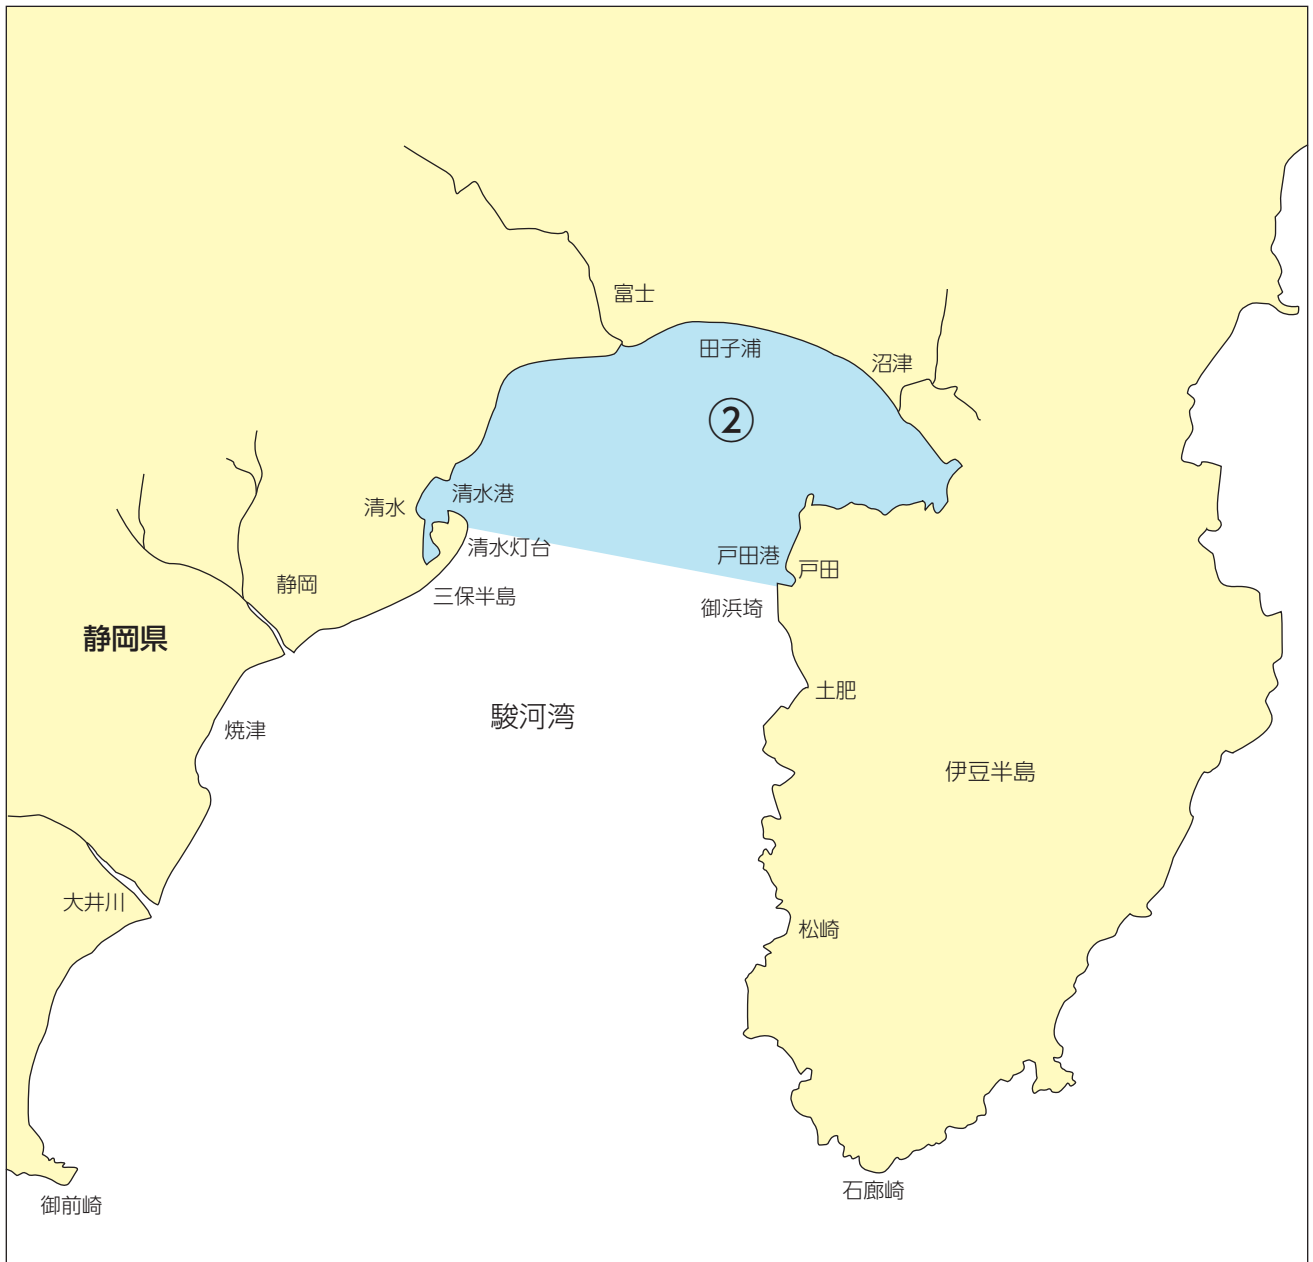 富士
田子浦
沼津
②
清水港
清水
清水灯台
戸田港
戸田
静岡
三保半島
御浜埼
静岡県
土肥
駿河湾
焼津
伊豆半島
大井川
松崎
石廊崎
御前崎